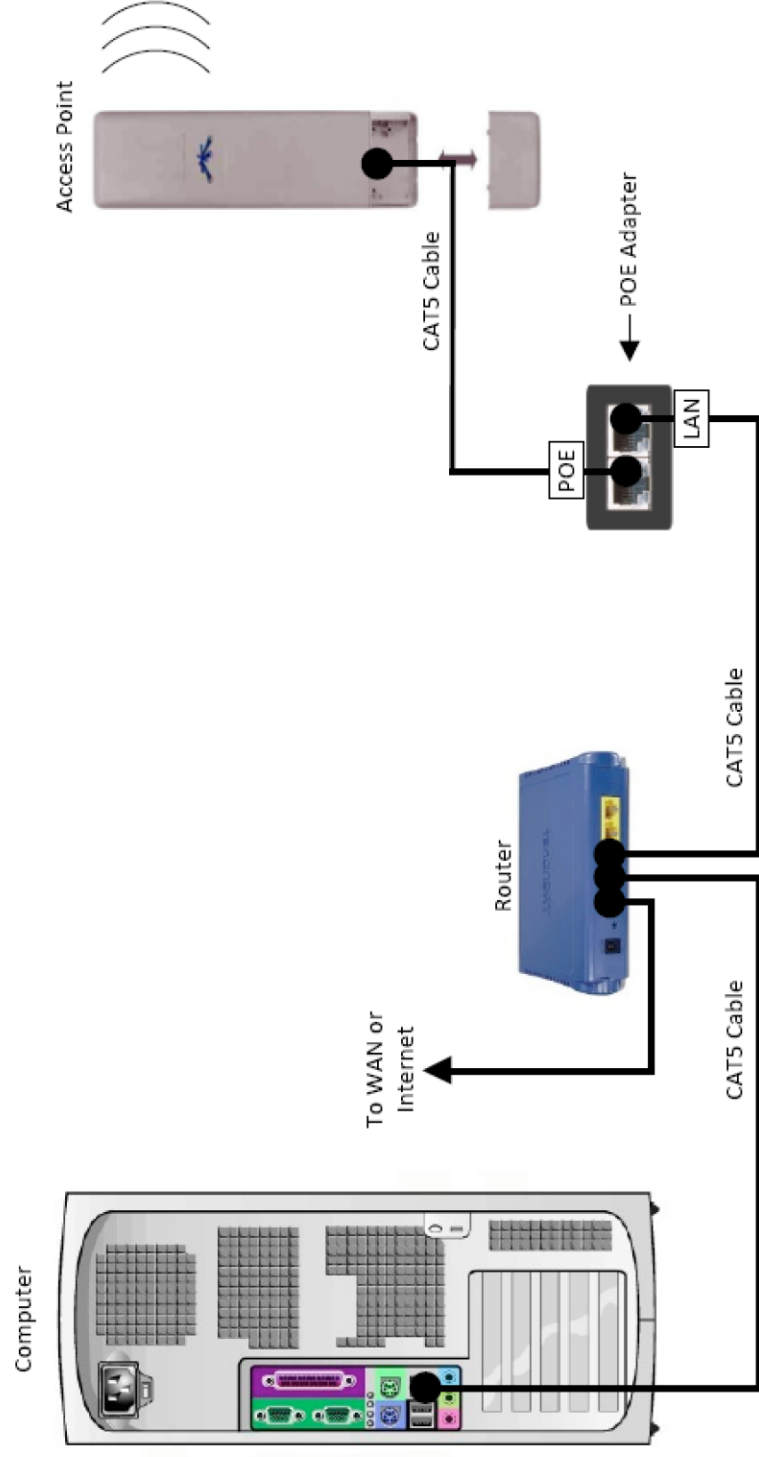 Computer
To WAN or
Internet
Router
Access Point
CAT5 Cable
POE
POE Adapter
LAN
CAT5 Cable
CAT5 Cable